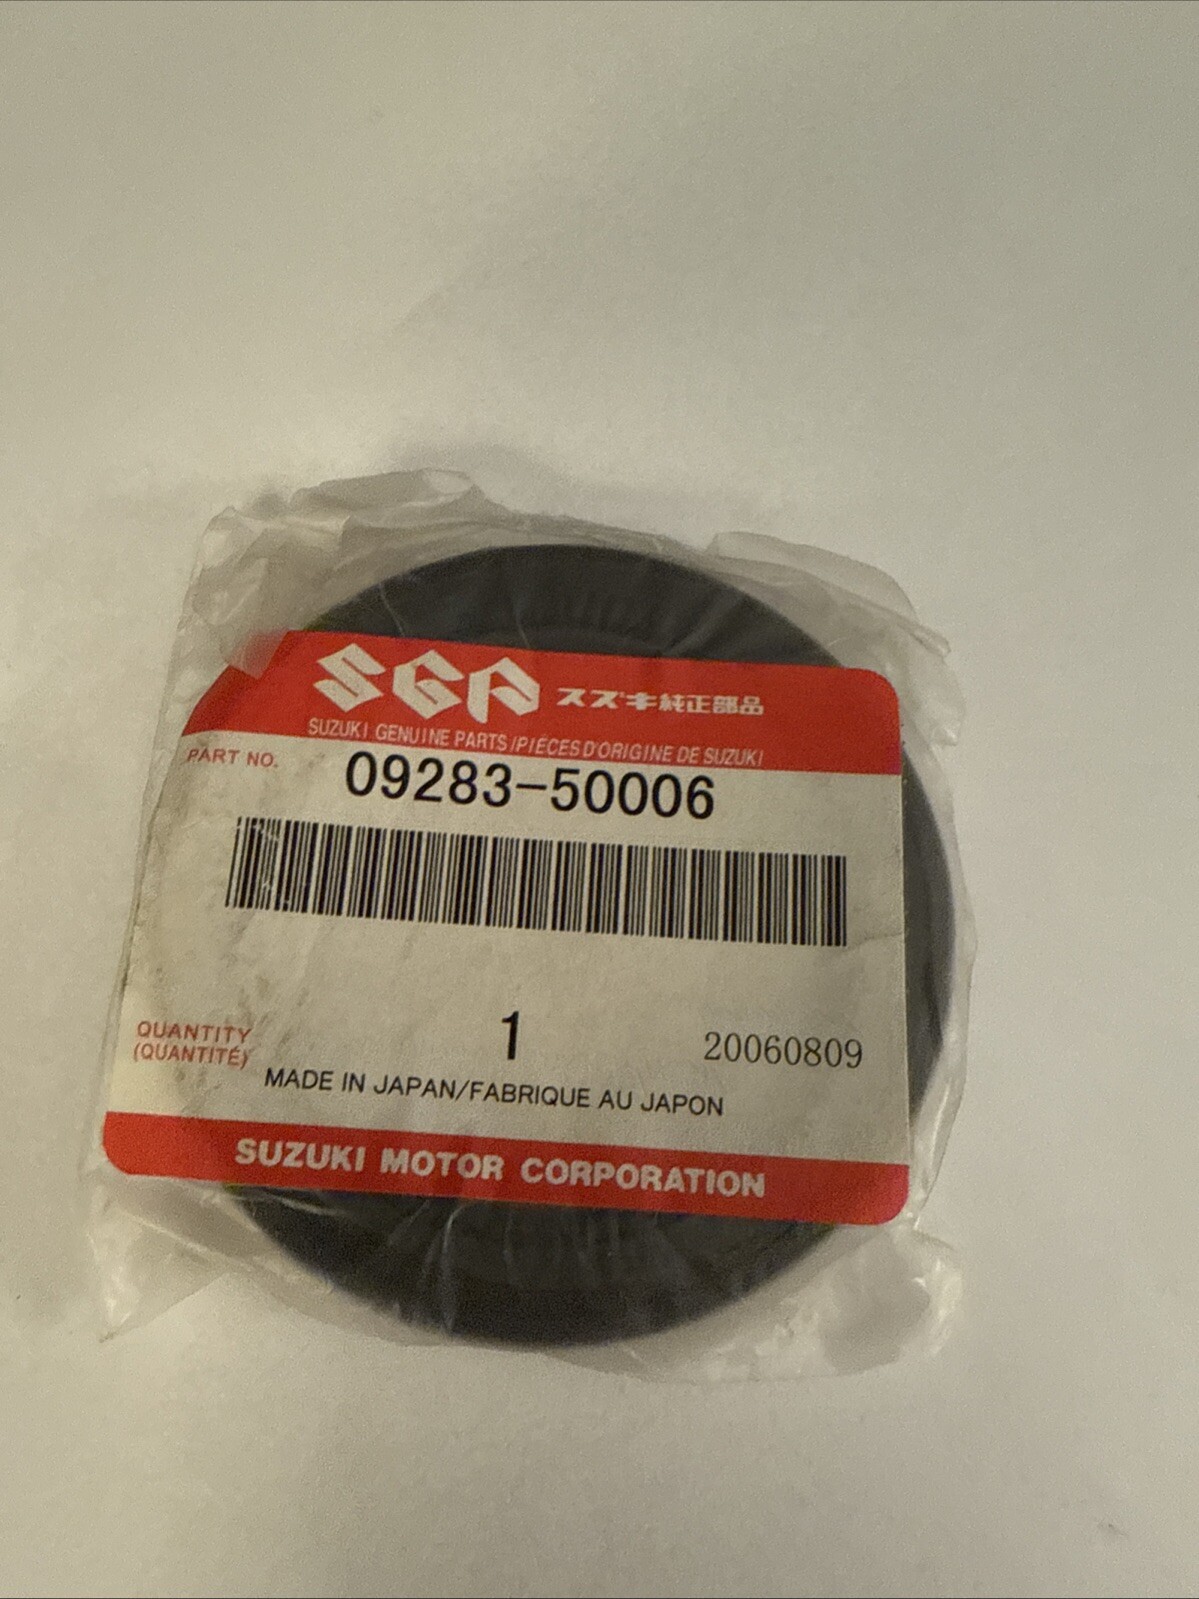 SGP スズキ純正部品
SUZUKI GENUINE PARTS/PIÈCES D'ORIGINE DE SUZUKI
PART NO. 09283-50006
QUANTITY
(QUANTITÉ)
1
20060809
MADE IN JAPAN/FABRIQUE AU JAPON
SUZUKI MOTOR CORPORATION